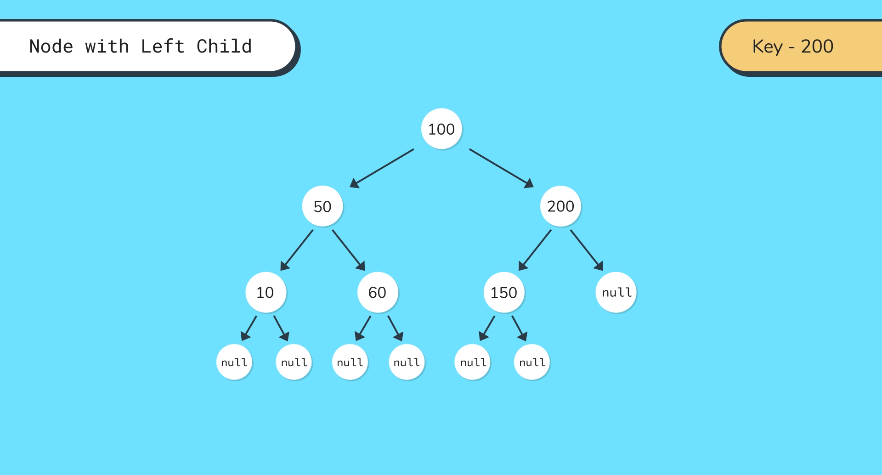 Node with Left Child
Key - 200
100
50
200
10
60
150
null
null
null
null
null
null
null